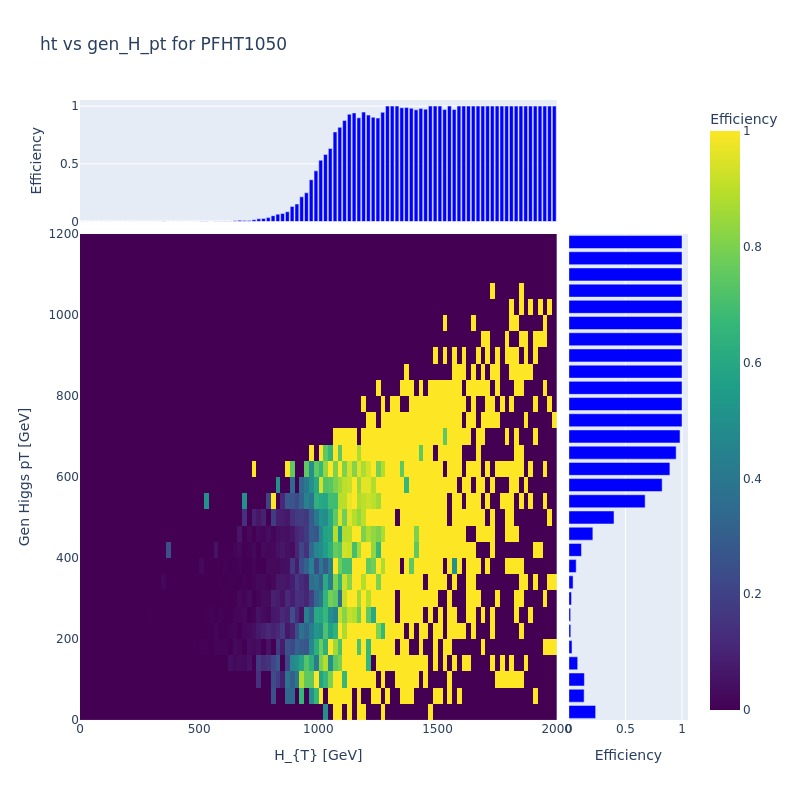 ht vs gen_H_pt for PFHT1050
Efficiency
1
0.5
0
Efficiency
1
0.8
0.6
0.4
0.2
0
Gen Higgs pT [GeV]
1200
1000
800
600
400
200
0
0 500 1000 1500 2000
H_{T} [GeV]
0 0.5 1
Efficiency